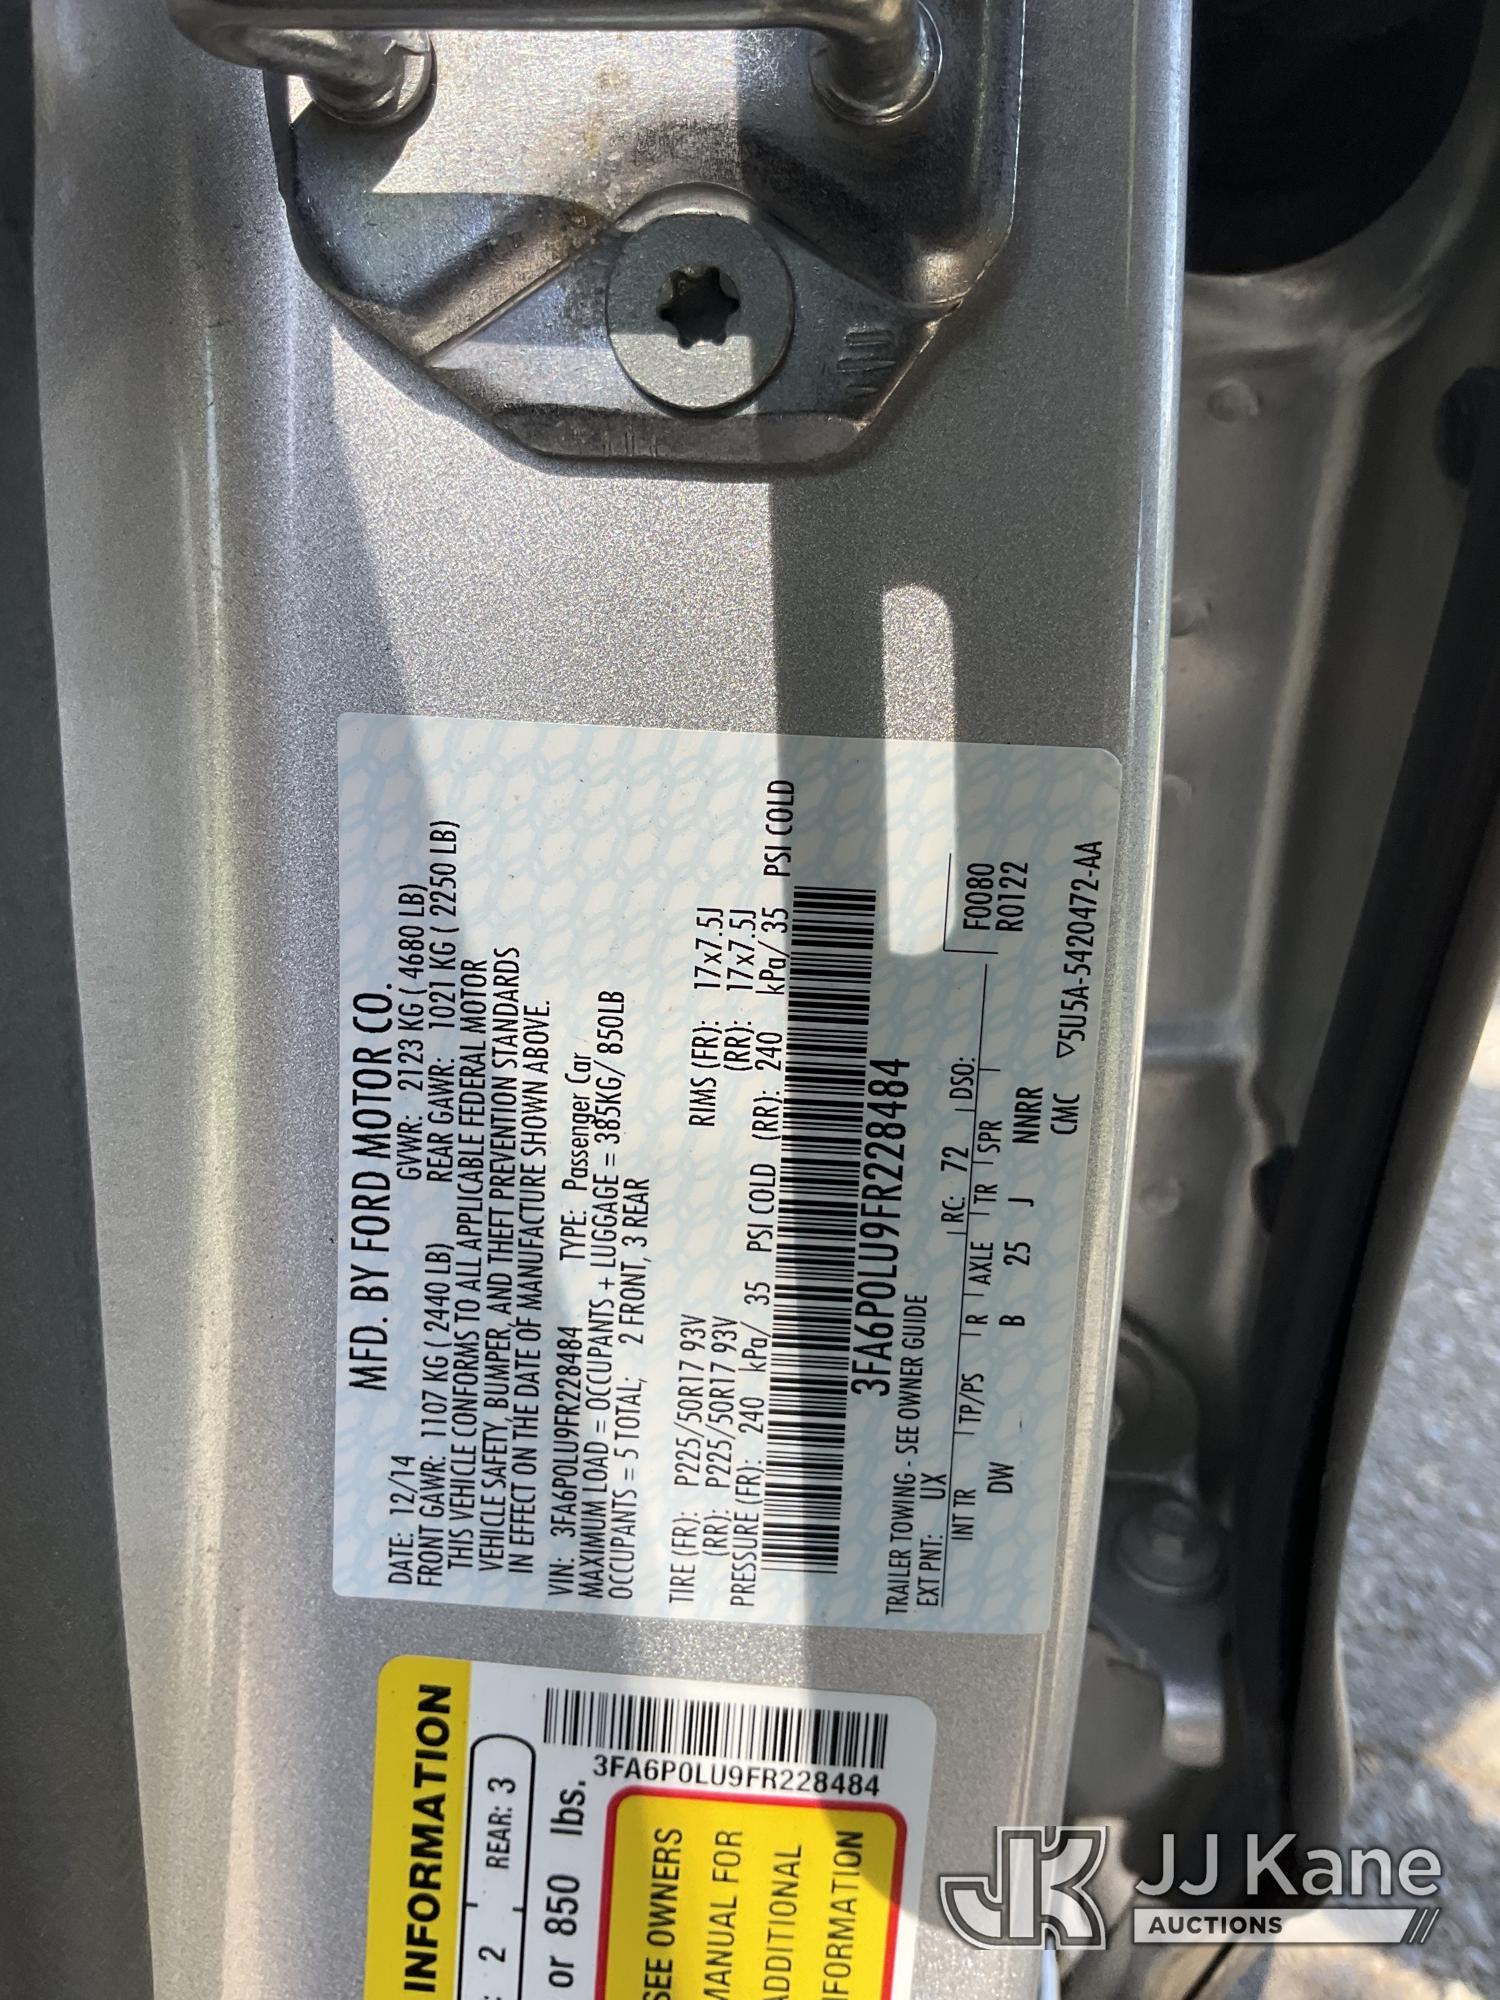 MFD. BY FORD MOTOR CO.
DATE: 12/14 GVWR: 2123 KG ( 4680 LB)
FRONT GAWR: 1107 KG ( 2440 LB) REAR GAWR: 1021 KG ( 2250 LB)
THIS VEHICLE CONFORMS TO ALL APPLICABLE FEDERAL MOTOR
VEHICLE SAFETY, BUMPER, AND THEFT PREVENTION STANDARDS
IN EFFECT ON THE DATE OF MANUFACTURE SHOWN ABOVE.
VIN: 3FA6P0LU9FR228484 TYPE: Passenger Car
MAXIMUM LOAD = OCCUPANTS + LUGGAGE = 385KG/ 850LB
OCCUPANTS = 5 TOTAL; 2 FRONT, 3 REAR
TIRE (FR): P225/50R17 93V RIMS (FR): 17x7.5J
(RR): P225/50R17 93V (RR): 17x7.5J
PRESSURE (FR): 240 kPa/ 35 PSI COLD (RR): 240 kPa/ 35 PSI COLD
3FA6P0LU9FR228484
TRAILER TOWING - SEE OWNER GUIDE
EXT PNT: UX RC: 72 DSO:
INT TR TP/PS R AXLE TR SPR F0080
DW B 25 J NNRR R0122
CMC ▽5U5A-5420472-AA
INFORMATION
: 2 REAR: 3
or 850 lbs.
3FA6P0LU9FR228484
SEE OWNERS
MANUAL FOR
ADDITIONAL
INFORMATION
JK JJ Kane
AUCTIONS